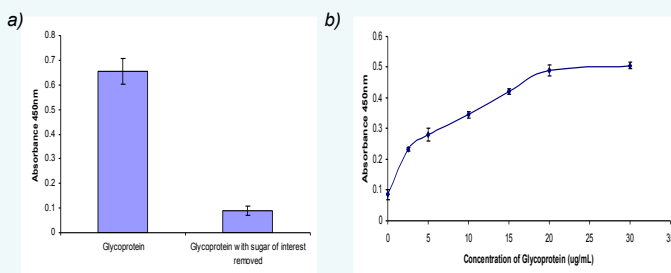 a)
b)
0.8
0.7
0.6
0.5
0.4
0.3
0.2
0.1
0
Absorbance 450nm
Glycoprotein
Glycoprotein with sugar of interest
removed
0.6
0.5
0.4
0.3
0.2
0.1
0
Absorbance 450nm
0 5 10 15 20 25 30
Concentration of Glycoprotein (ug/mL)